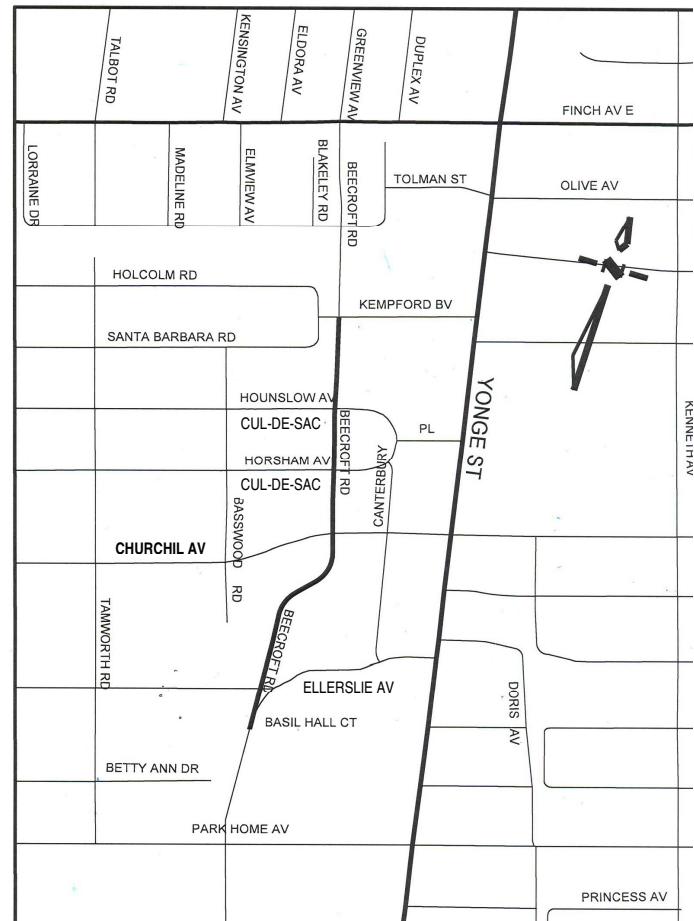 TALBOT RD
KENSINGTON AV
ELDORA AV
GREENVIEW AV
DUPLEX AV
FINCH AV E
LORRAINE DR
MADELINE RD
ELMVIEW AV
BLAKELEY RD
BEECROFT RD
TOLMAN ST
OLIVE AV
HOLCOLM RD
KEMPFORD BV
SANTA BARBARA RD
YONGE ST
KENNETH AV
HOUNSLOW AV
CUL-DE-SAC
BEECROFT RD
PL
HORSHAM AV
CUL-DE-SAC
CANTERBURY
BASSWOOD RD
CHURCHIL AV
TAMWORTH RD
BEECROFT RD
ELLERSLIE AV
DORIS AV
BASIL HALL CT
BETTY ANN DR
PARK HOME AV
PRINCESS AV